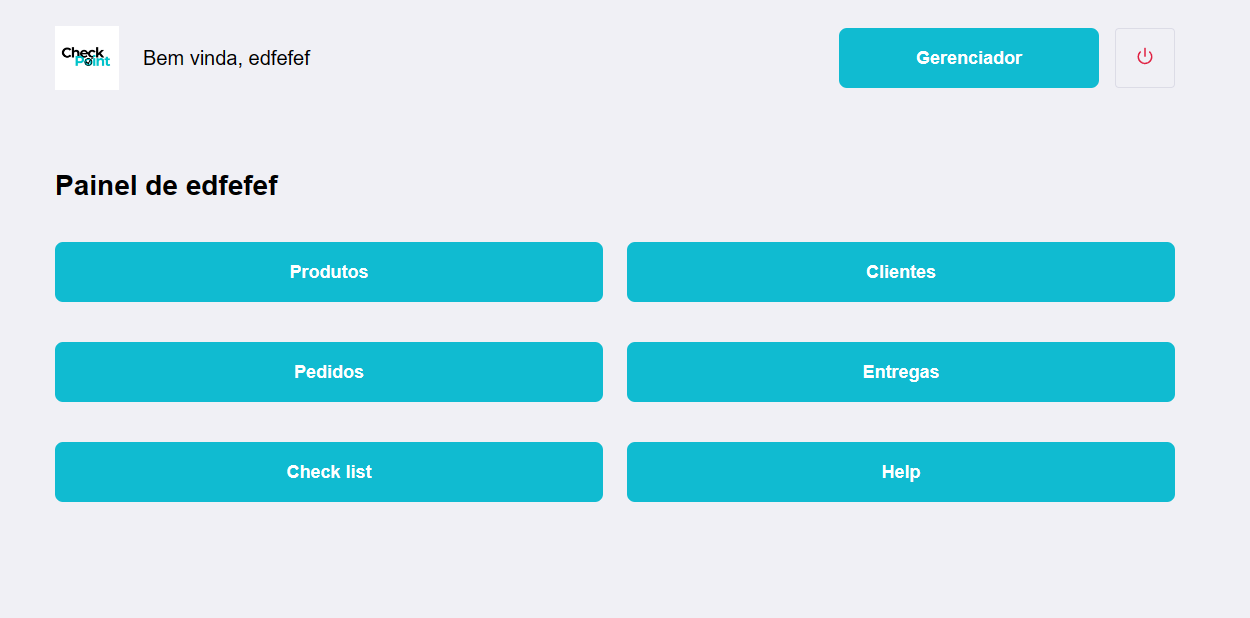 Check
Point
Bem vinda, edfefef
Gerenciador
Painel de edfefef
Produtos
Clientes
Pedidos
Entregas
Check list
Help